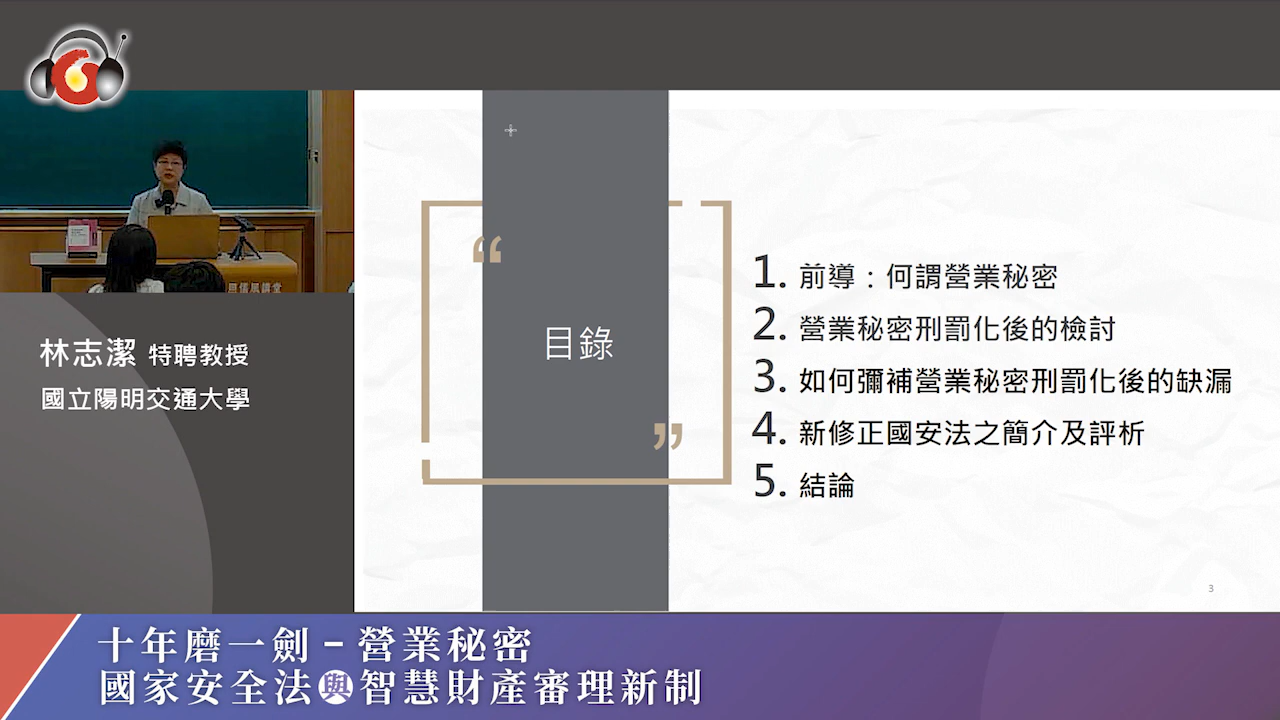 林志潔 特聘教授
國立陽明交通大學
“
目錄
”
1. 前導：何謂營業秘密
2. 營業秘密刑罰化後的檢討
3. 如何彌補營業秘密刑罰化後的缺漏
4. 新修正國安法之簡介及評析
5. 結論
3
十年磨一劍－營業秘密
國家安全法與智慧財產審理新制